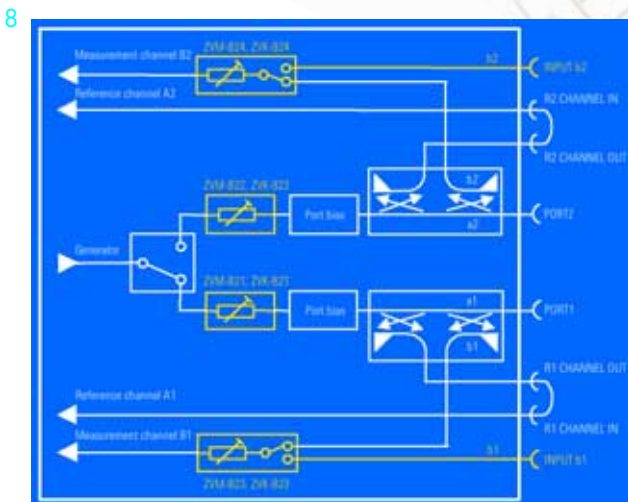 8
ZVM-B24, ZVK-B24
Measurement channel B2
b2
INPUT b2
Reference channel A2
R2 CHANNEL IN
R2 CHANNEL OUT
ZVM-B22, ZVK-B22
b2
Port bias
a2
PORT2
Generator
ZVM-B21, ZVK-B21
a1
Port bias
PORT1
b1
R1 CHANNEL OUT
Reference channel A1
R1 CHANNEL IN
Measurement channel B1
b1
INPUT b1
ZVM-B23, ZVK-B23